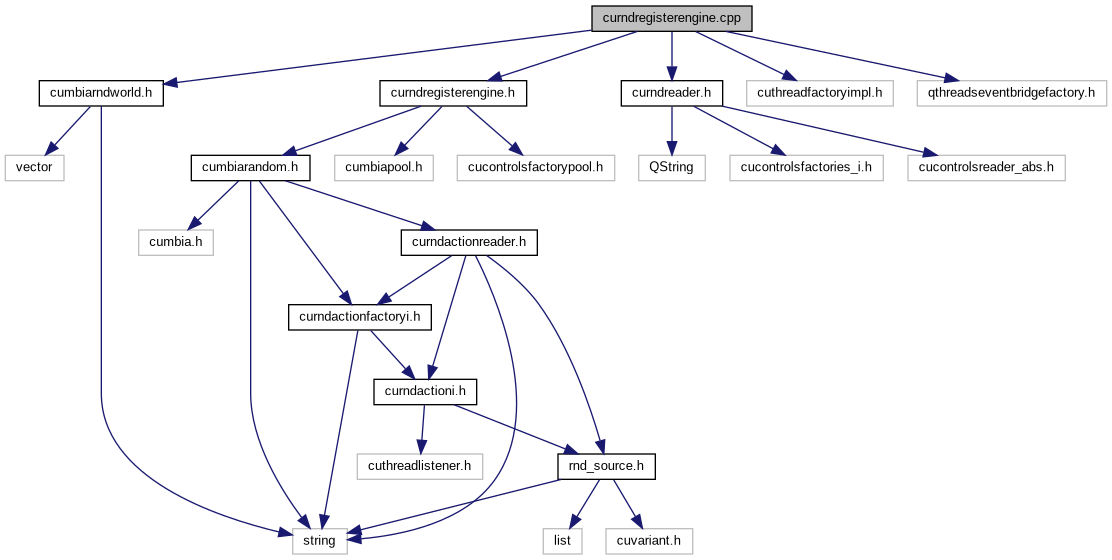 curndregisterengine.cpp
cumbiarndworld.h
curndregisterengine.h
curndreader.h
cuthreadfactoryimpl.h
qthreadseventbridgefactory.h
vector
cumbiarandom.h
cumbiapool.h
cucontrolsfactorypool.h
QString
cucontrolsfactories_i.h
cucontrolsreader_abs.h
cumbia.h
curndactionreader.h
curndactionfactoryi.h
curndactioni.h
cuthreadlistener.h
rnd_source.h
string
list
cuvariant.h